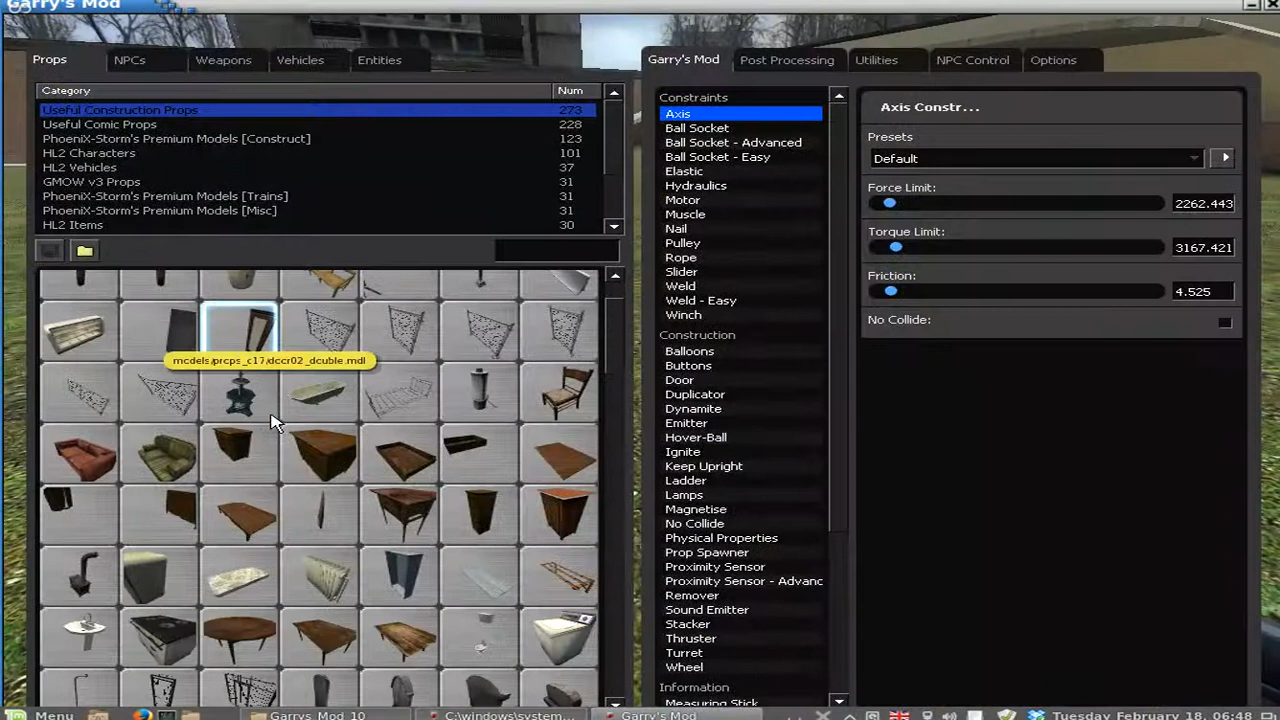 Garry's Mod
Props
NPCs
Weapons
Vehicles
Entities
Category
Num
Useful Construction Props
273
Useful Comic Props
228
PhoeniX-Storm's Premium Models [Construct]
123
HL2 Characters
101
HL2 Vehicles
37
GMOW v3 Props
31
PhoeniX-Storm's Premium Models [Trains]
31
PhoeniX-Storm's Premium Models [Misc]
31
HL2 Items
30
models/props_c17/door02_double.mdl
Garry's Mod
Post Processing
Utilities
NPC Control
Options
Constraints
Axis
Ball Socket
Ball Socket - Advanced
Ball Socket - Easy
Elastic
Hydraulics
Motor
Muscle
Nail
Pulley
Rope
Slider
Weld
Weld - Easy
Winch
Construction
Balloons
Buttons
Door
Duplicator
Dynamite
Emitter
Hover-Ball
Ignite
Keep Upright
Ladder
Lamps
Magnetise
No Collide
Physical Properties
Prop Spawner
Proximity Sensor
Proximity Sensor - Advanc
Remover
Sound Emitter
Stacker
Thruster
Turret
Wheel
Information
Measuring Stick
Axis Constr...
Presets
Default
Force Limit:
2262.443
Torque Limit:
3167.421
Friction:
4.525
No Collide:
Menu
Garrys_Mod_10
C:\windows\system...
Garry's Mod
Tuesday February 18, 06:48